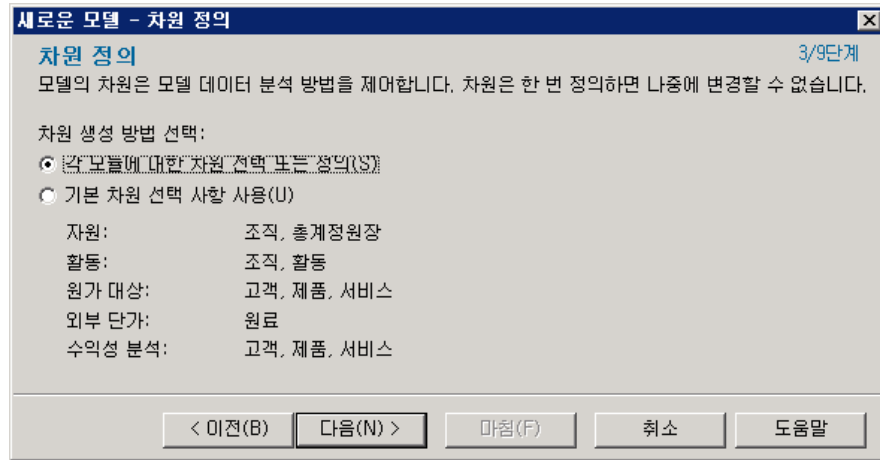 새로운 모델 - 차원 정의
차원 정의
3/9단계
모델의 차원은 모델 데이터 분석 방법을 제어합니다. 차원은 한 번 정의하면 나중에 변경할 수 없습니다.
차원 생성 방법 선택:
각 모듈에 대한 차원 선택 또는 정의(S)
기본 차원 선택 사항 사용(U)
자원: 조직, 총계정원장
활동: 조직, 활동
원가 대상: 고객, 제품, 서비스
외부 단가: 원료
수익성 분석: 고객, 제품, 서비스
< 이전(B) 다음(N) > 마침(F) 취소 도움말